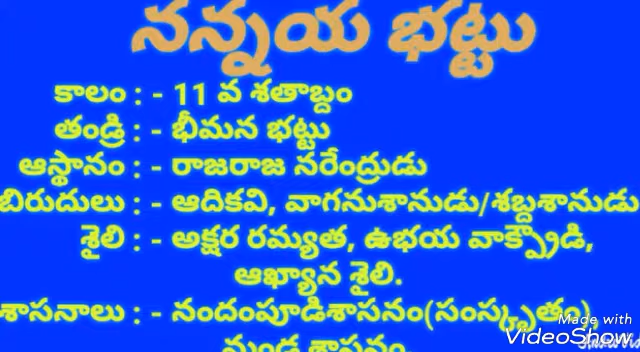 నన్నయ భట్టు
కాలం : - 11 వ శతాబ్దం
తండ్రి : - భీమన భట్టు
ఆస్థానం : - రాజరాజ నరేంద్రుడు
బిరుదులు : - ఆదికవి, వాగనుశానుడు/శబ్దశానుడు
శైలి : - అక్షర రమ్యత, ఉభయ వాక్ప్రౌడి,
ఆఖ్యాన శైలి.
శాసనాలు : - నందంపూడిశాసనం(సంస్కృతం),
శాసనం.
Made with
VideoShow